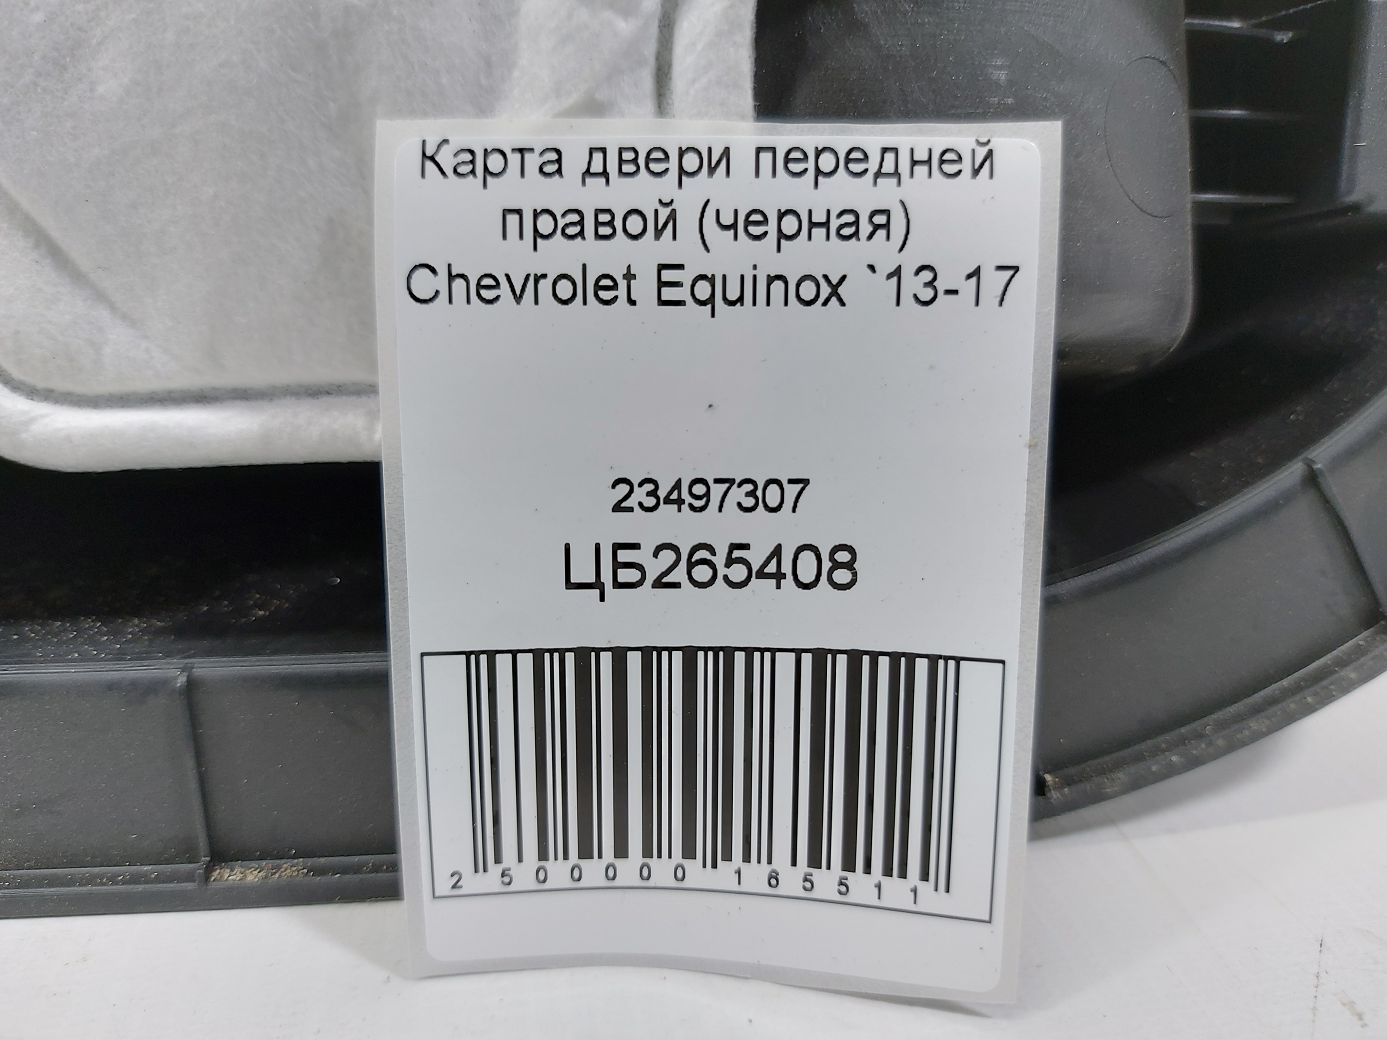 Карта двери передней
правой (черная)
Chevrolet Equinox `13-17
23497307
ЦБ265408
2 500000 165511